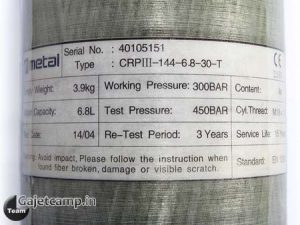 metal
Serial No. : 40105151
Type : CRPIII-144-6.8-30-T
Weight: 3.9kg Working Pressure: 300BAR Content:
Capacity: 6.8L Test Pressure: 450BAR Cyl.Thread
Date: 14/04 Re-Test Period: 3 Years Service Life
Avoid impact, Please follow the instruction when Standard: EN
found fiber broken, damage or visible scratch.
Gajetcamp.in
Team